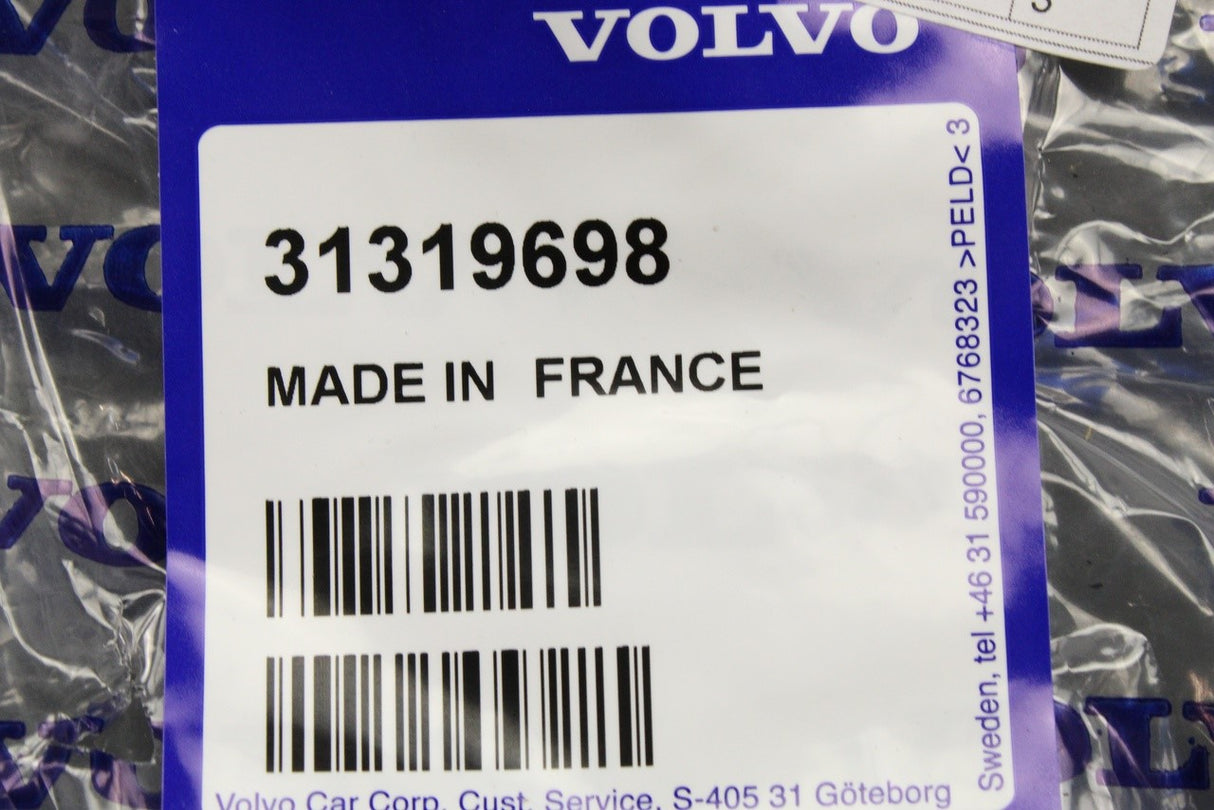 VOLVO
31319698
MADE IN FRANCE
Volvo Car Corp. Cust. Service, S-405 31 Göteborg
Sweden, tel +46 31 590000, 6768323 >PELD< 3